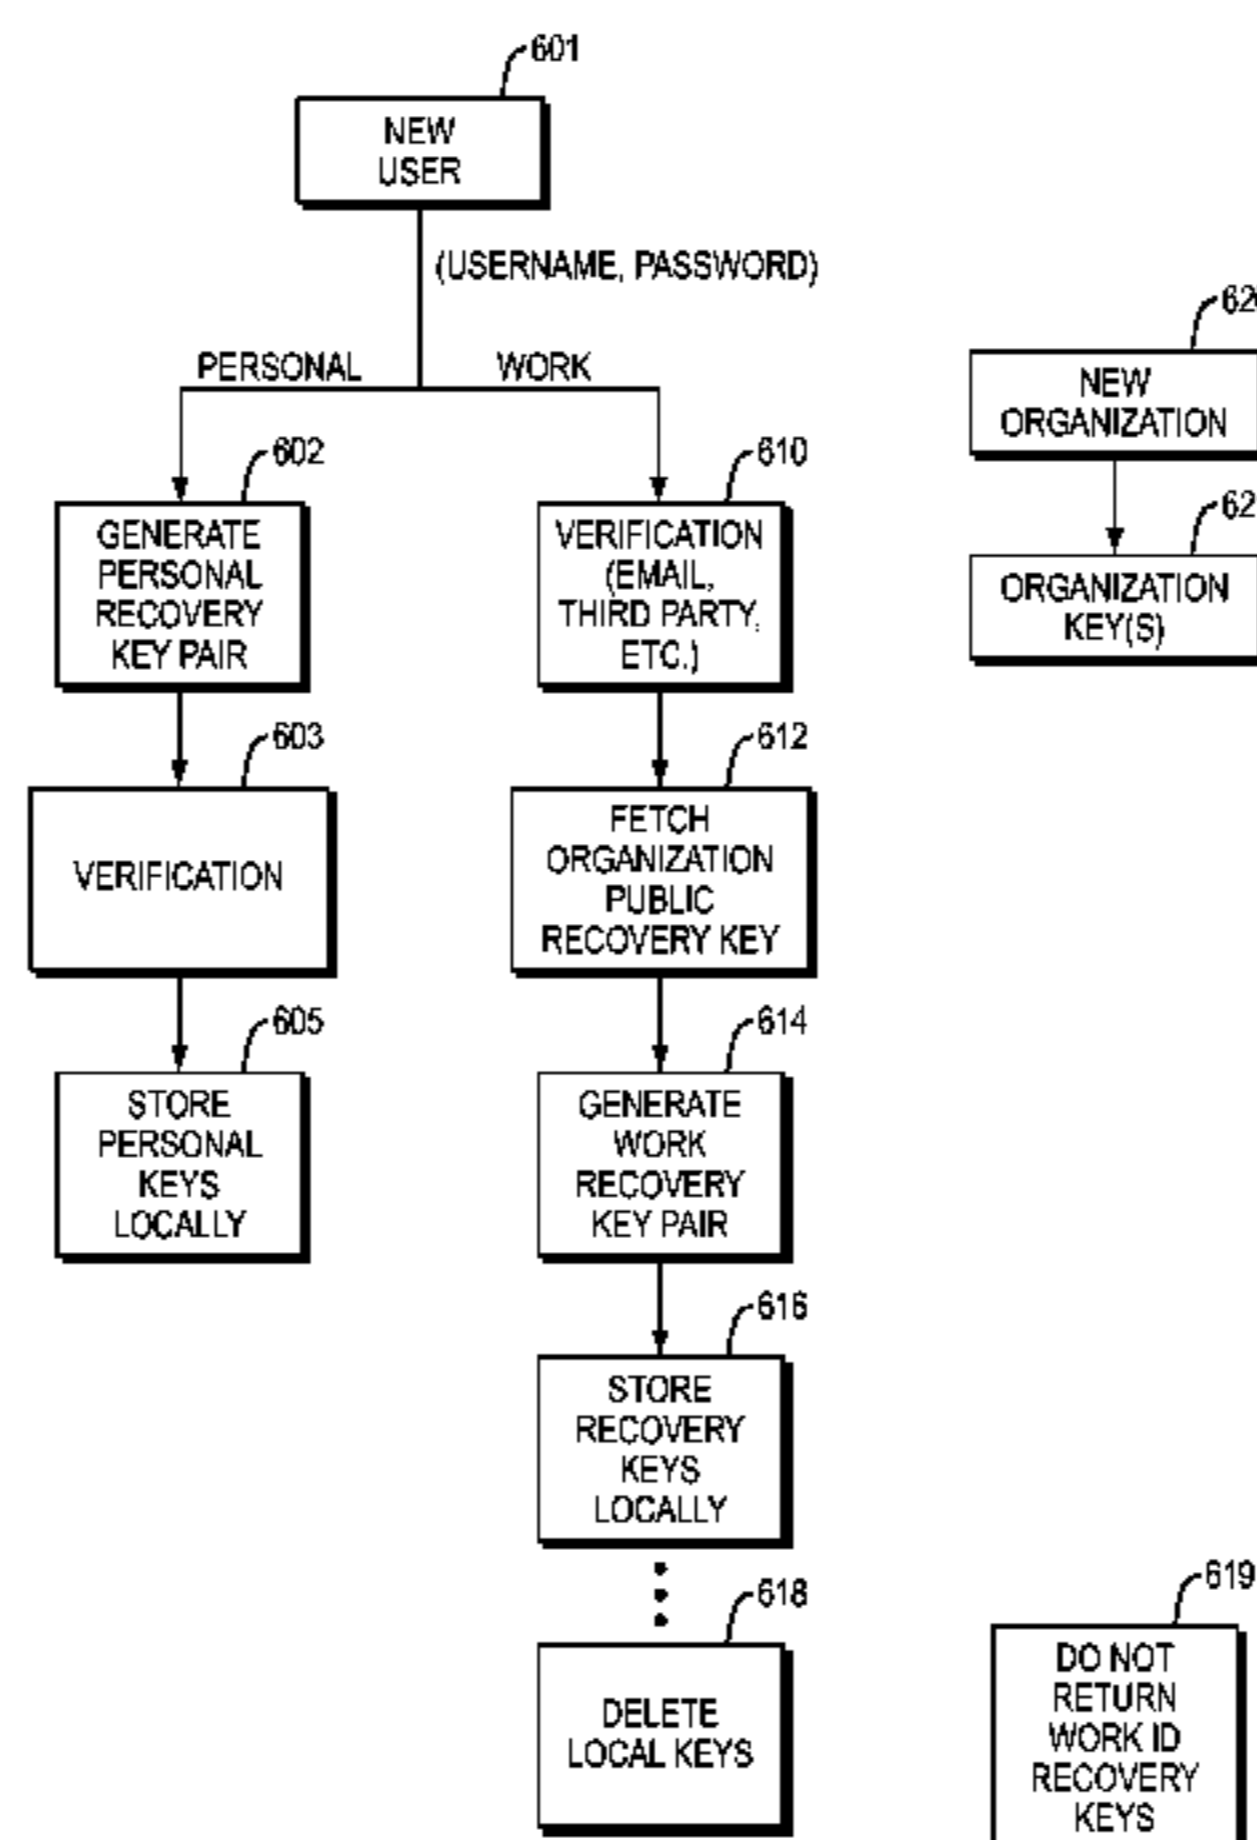 601
NEW
USER
(USERNAME, PASSWORD)
PERSONAL
WORK
602
GENERATE
PERSONAL
RECOVERY
KEY PAIR
603
VERIFICATION
605
STORE
PERSONAL
KEYS
LOCALLY
610
VERIFICATION
(EMAIL,
THIRD PARTY,
ETC.)
612
FETCH
ORGANIZATION
PUBLIC
RECOVERY KEY
614
GENERATE
WORK
RECOVERY
KEY PAIR
616
STORE
RECOVERY
KEYS
LOCALLY
618
DELETE
LOCAL KEYS
NEW
ORGANIZATION
ORGANIZATION
KEY(S)
619
DO NOT
RETURN
WORK ID
RECOVERY
KEYS